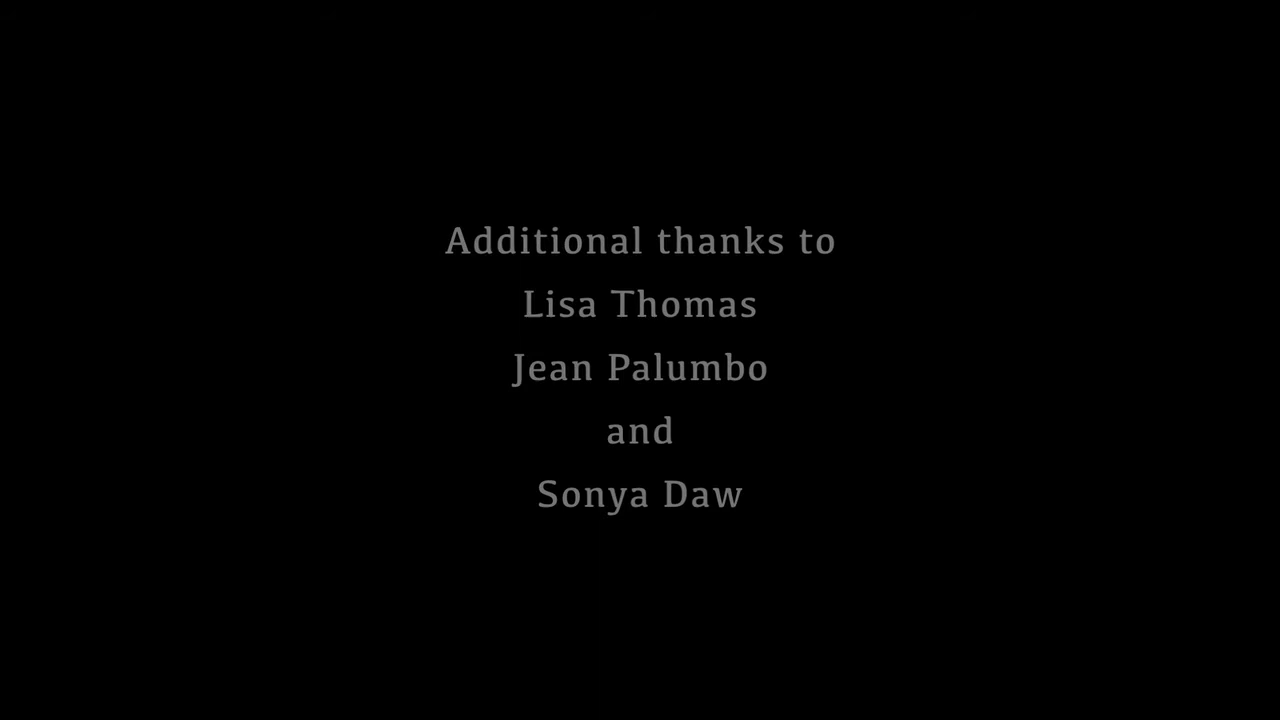 Additional thanks to
Lisa Thomas
Jean Palumbo
and
Sonya Daw